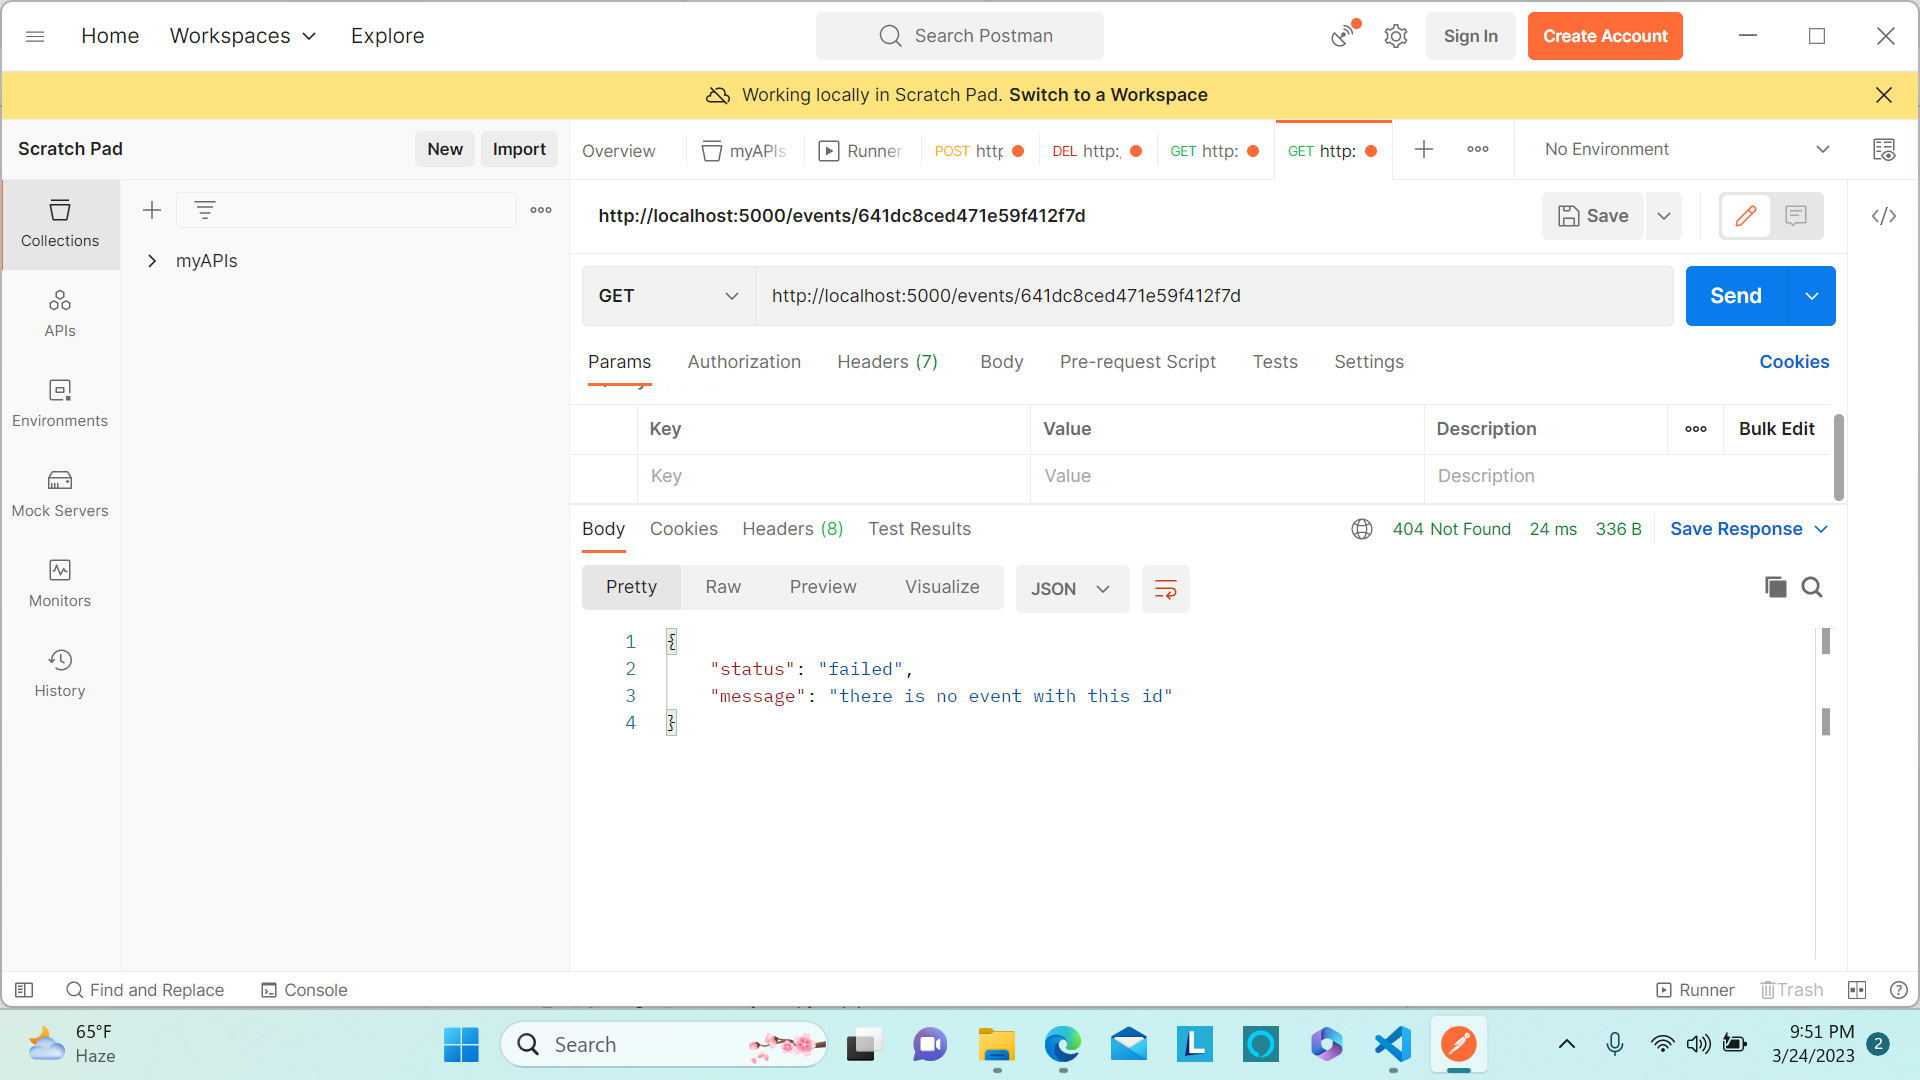 Home
Workspaces
Explore
Search Postman
Sign In
Create Account
Working locally in Scratch Pad. Switch to a Workspace
Scratch Pad
New
Import
Overview
myAPIs
Runner
POST http
DEL http:
GET http:
GET http:
No Environment
Collections
APIs
Environments
Mock Servers
Monitors
History
myAPIs
http://localhost:5000/events/641dc8ced471e59f412f7d
Save
GET
http://localhost:5000/events/641dc8ced471e59f412f7d
Send
Params
Authorization
Headers (7)
Body
Pre-request Script
Tests
Settings
Cookies
Key
Value
Description
Bulk Edit
Key
Value
Description
Body
Cookies
Headers (8)
Test Results
404 Not Found
24 ms
336 B
Save Response
Pretty
Raw
Preview
Visualize
JSON
1 {
2 "status": "failed",
3 "message": "there is no event with this id"
4 }
Find and Replace
Console
Runner
Trash
65°F
Haze
Search
L
9:51 PM
3/24/2023
2